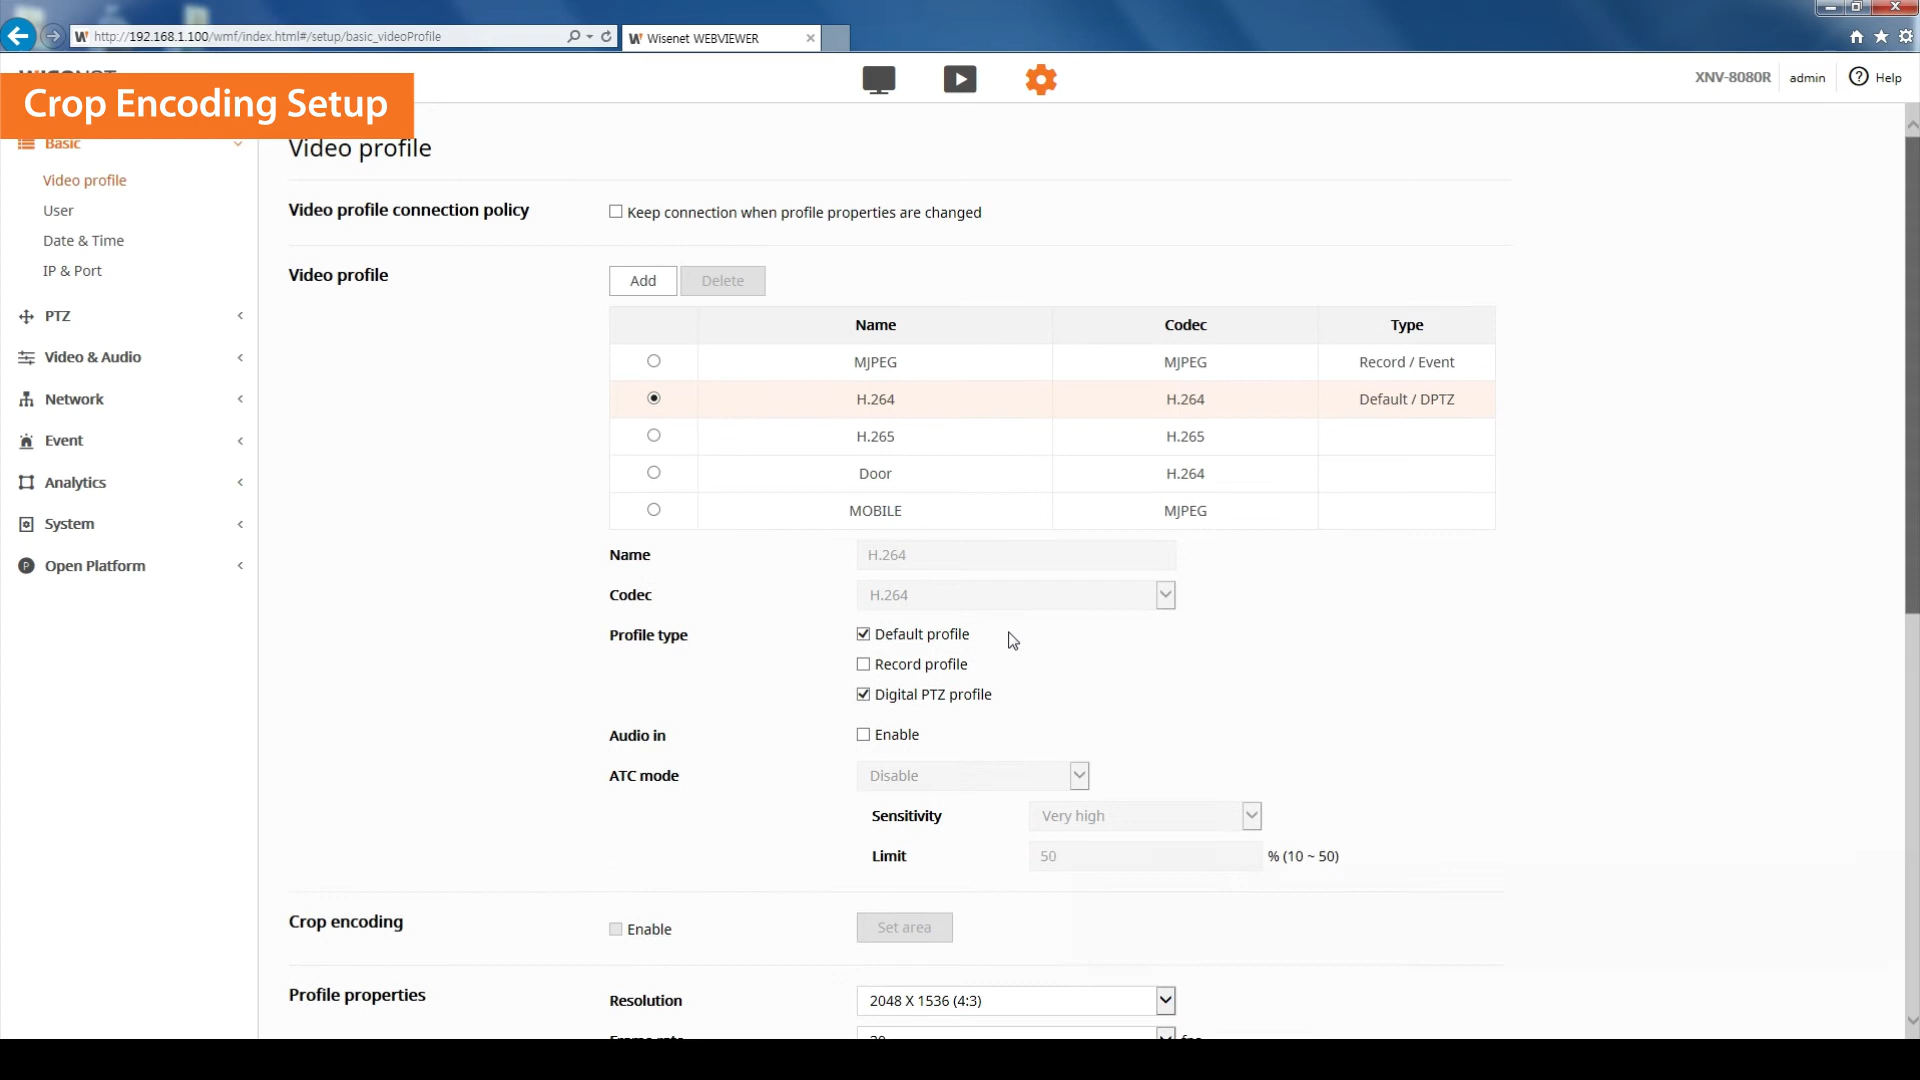 http://192.168.1.100/wmf/index.html#/setup/basic_videoProfile
Wisenet WEBVIEWER
XNV-8080R admin Help
Crop Encoding Setup
Basic
Video profile
User
Date & Time
IP & Port
PTZ
Video & Audio
Network
Event
Analytics
System
Open Platform
Video profile
Video profile connection policy
Keep connection when profile properties are changed
Video profile
Add Delete
Name Codec Type
MJPEG MJPEG Record / Event
H.264 H.264 Default / DPTZ
H.265 H.265
Door H.264
MOBILE MJPEG
Name H.264
Codec H.264
Profile type Default profile
Record profile
Digital PTZ profile
Audio in Enable
ATC mode Disable
Sensitivity Very high
Limit 50 % (10 ~ 50)
Crop encoding Enable Set area
Profile properties Resolution 2048 X 1536 (4:3)